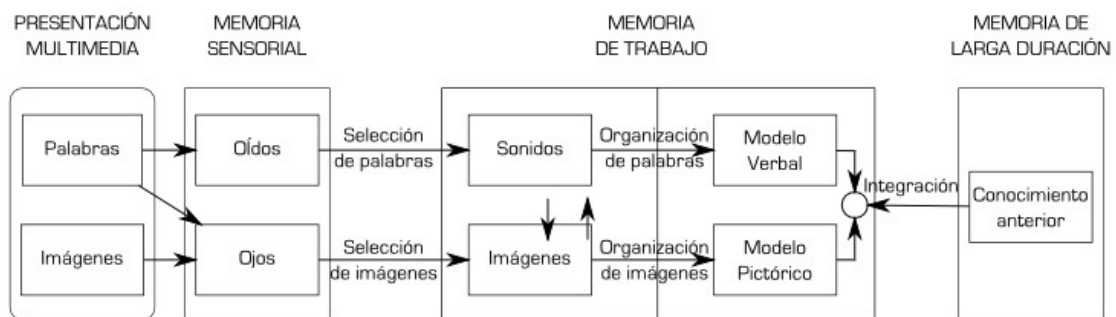 PRESENTACIÓN
MULTIMEDIA
MEMORIA
SENSORIAL
MEMORIA
DE TRABAJO
MEMORIA DE
LARGA DURACIÓN
Palabras
OÍdos
Selección
de palabras
Sonidos
Organización
de palabras
Modelo
Verbal
Integración
Conocimiento
anterior
Imágenes
Ojos
Selección
de imágenes
Imágenes
Organización
de imágenes
Modelo
Pictórico